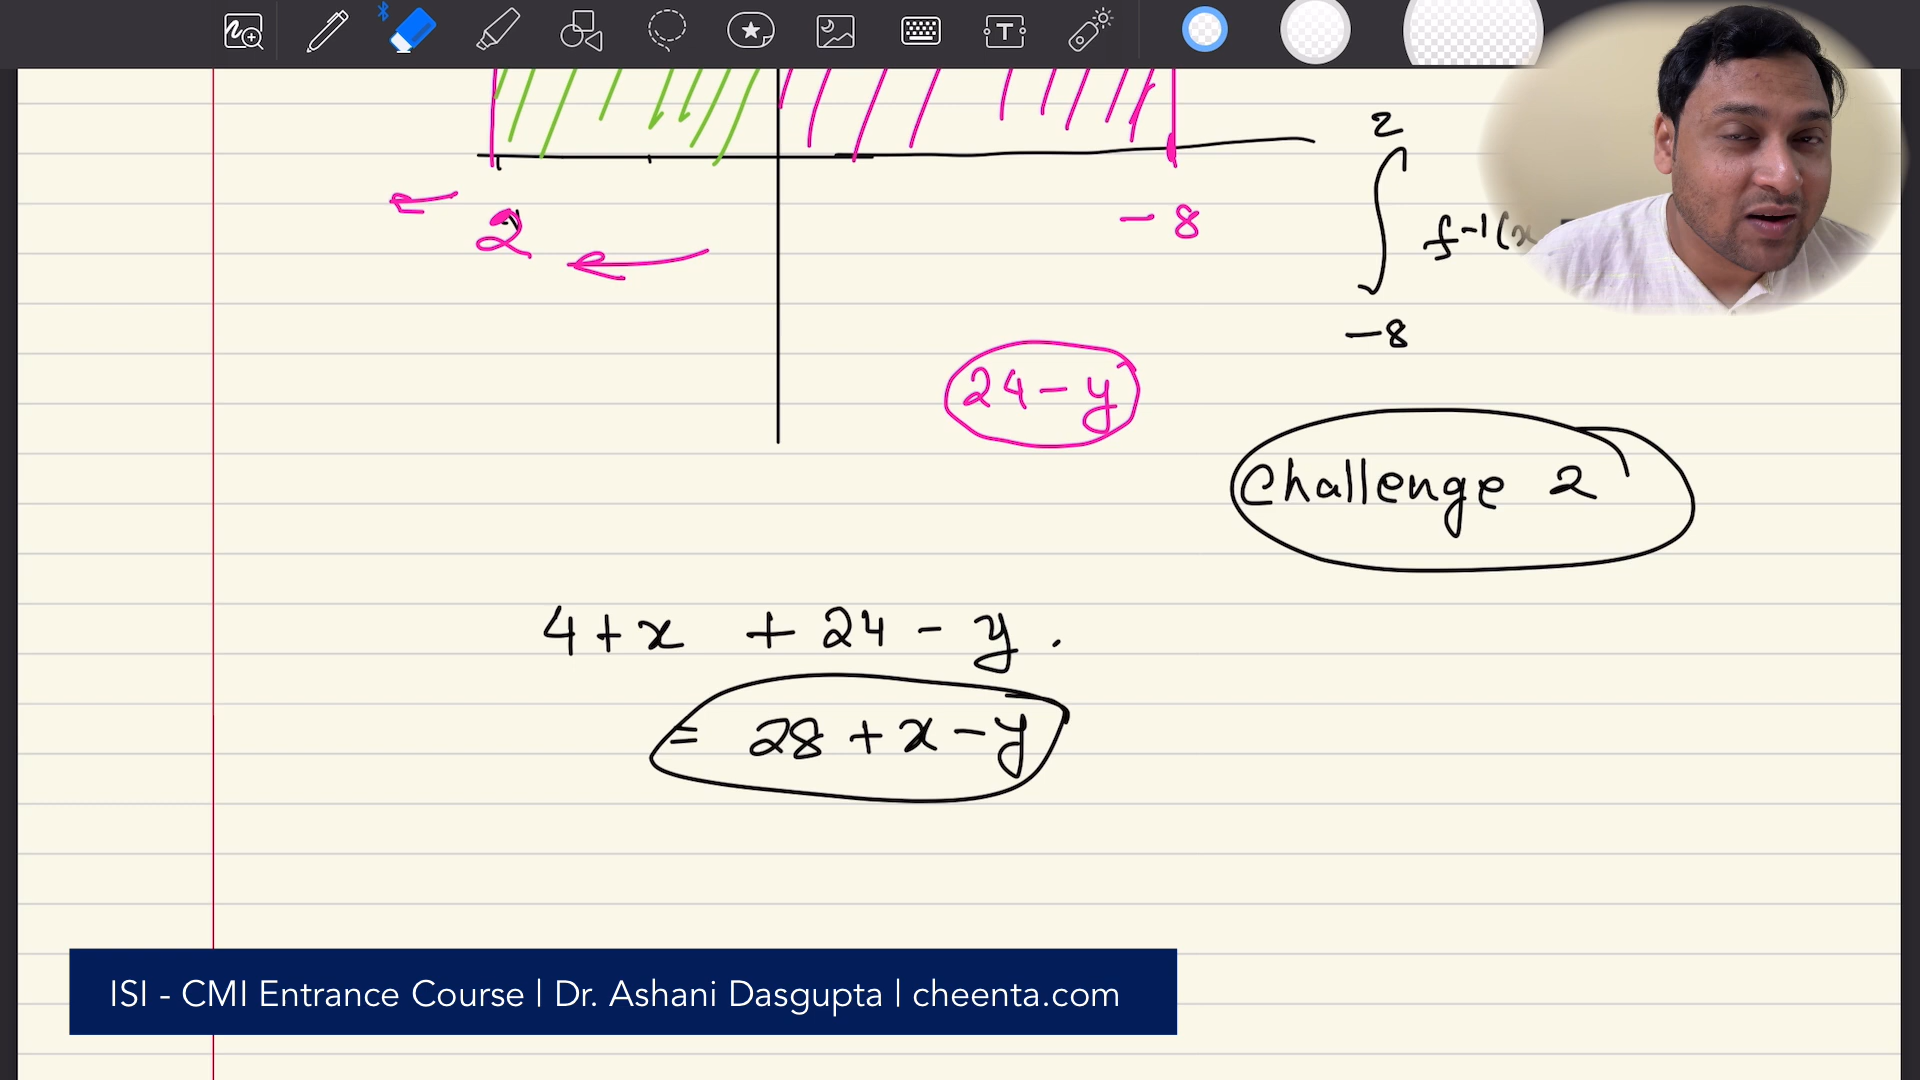 2
2
- 8
f⁻¹(x
-8
24 - y
Challenge 2
4 + x + 24 - y .
= 28 + x - y
ISI - CMI Entrance Course | Dr. Ashani Dasgupta | cheenta.com